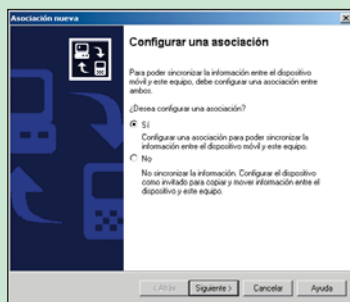 Asociación nueva
Configurar una asociación
Para poder sincronizar la información entre el dispositivo
móvil y este equipo, debe configurar una asociación entre
ambos.
¿Desea configurar una asociación?
Sí
Configurar una asociación para poder sincronizar la
información entre el dispositivo móvil y este equipo.
No
No sincronizar la información. Configurar el dispositivo
como invitado para copiar y mover información entre el
dispositivo y este equipo.
< Atrás Siguiente > Cancelar Ayuda